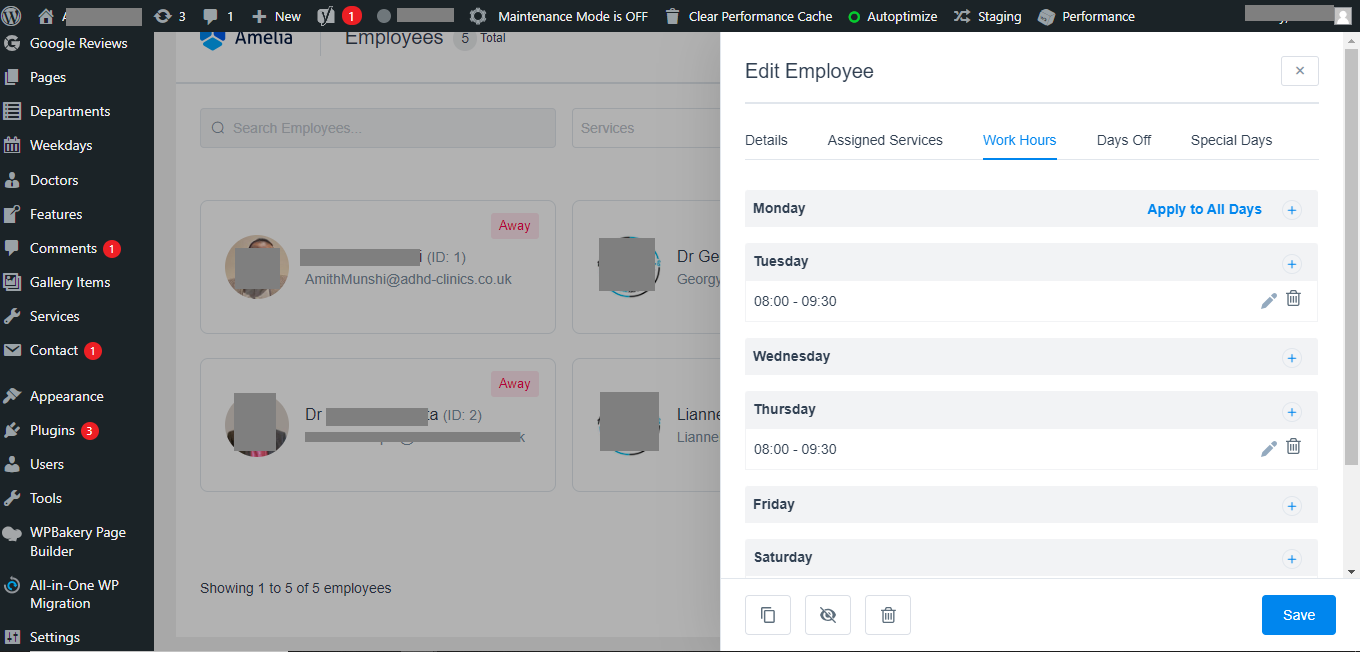 3
1
New
1
Maintenance Mode is OFF
Clear Performance Cache
Autoptimize
Staging
Performance
Google Reviews
Pages
Departments
Weekdays
Doctors
Features
Comments 1
Gallery Items
Services
Contact 1
Appearance
Plugins 3
Users
Tools
WPBakery Page
Builder
All-in-One WP
Migration
Settings
Amelia
Employees 5 Total
Search Employees...
Services
Away
(ID: 1)
AmithMunshi@adhd-clinics.co.uk
Dr Ge
Georgy
Away
Dr
ta (ID: 2)
k
Lianne
Lianne
Showing 1 to 5 of 5 employees
Edit Employee
Details
Assigned Services
Work Hours
Days Off
Special Days
Monday
Apply to All Days
Tuesday
08:00 - 09:30
Wednesday
Thursday
08:00 - 09:30
Friday
Saturday
Save